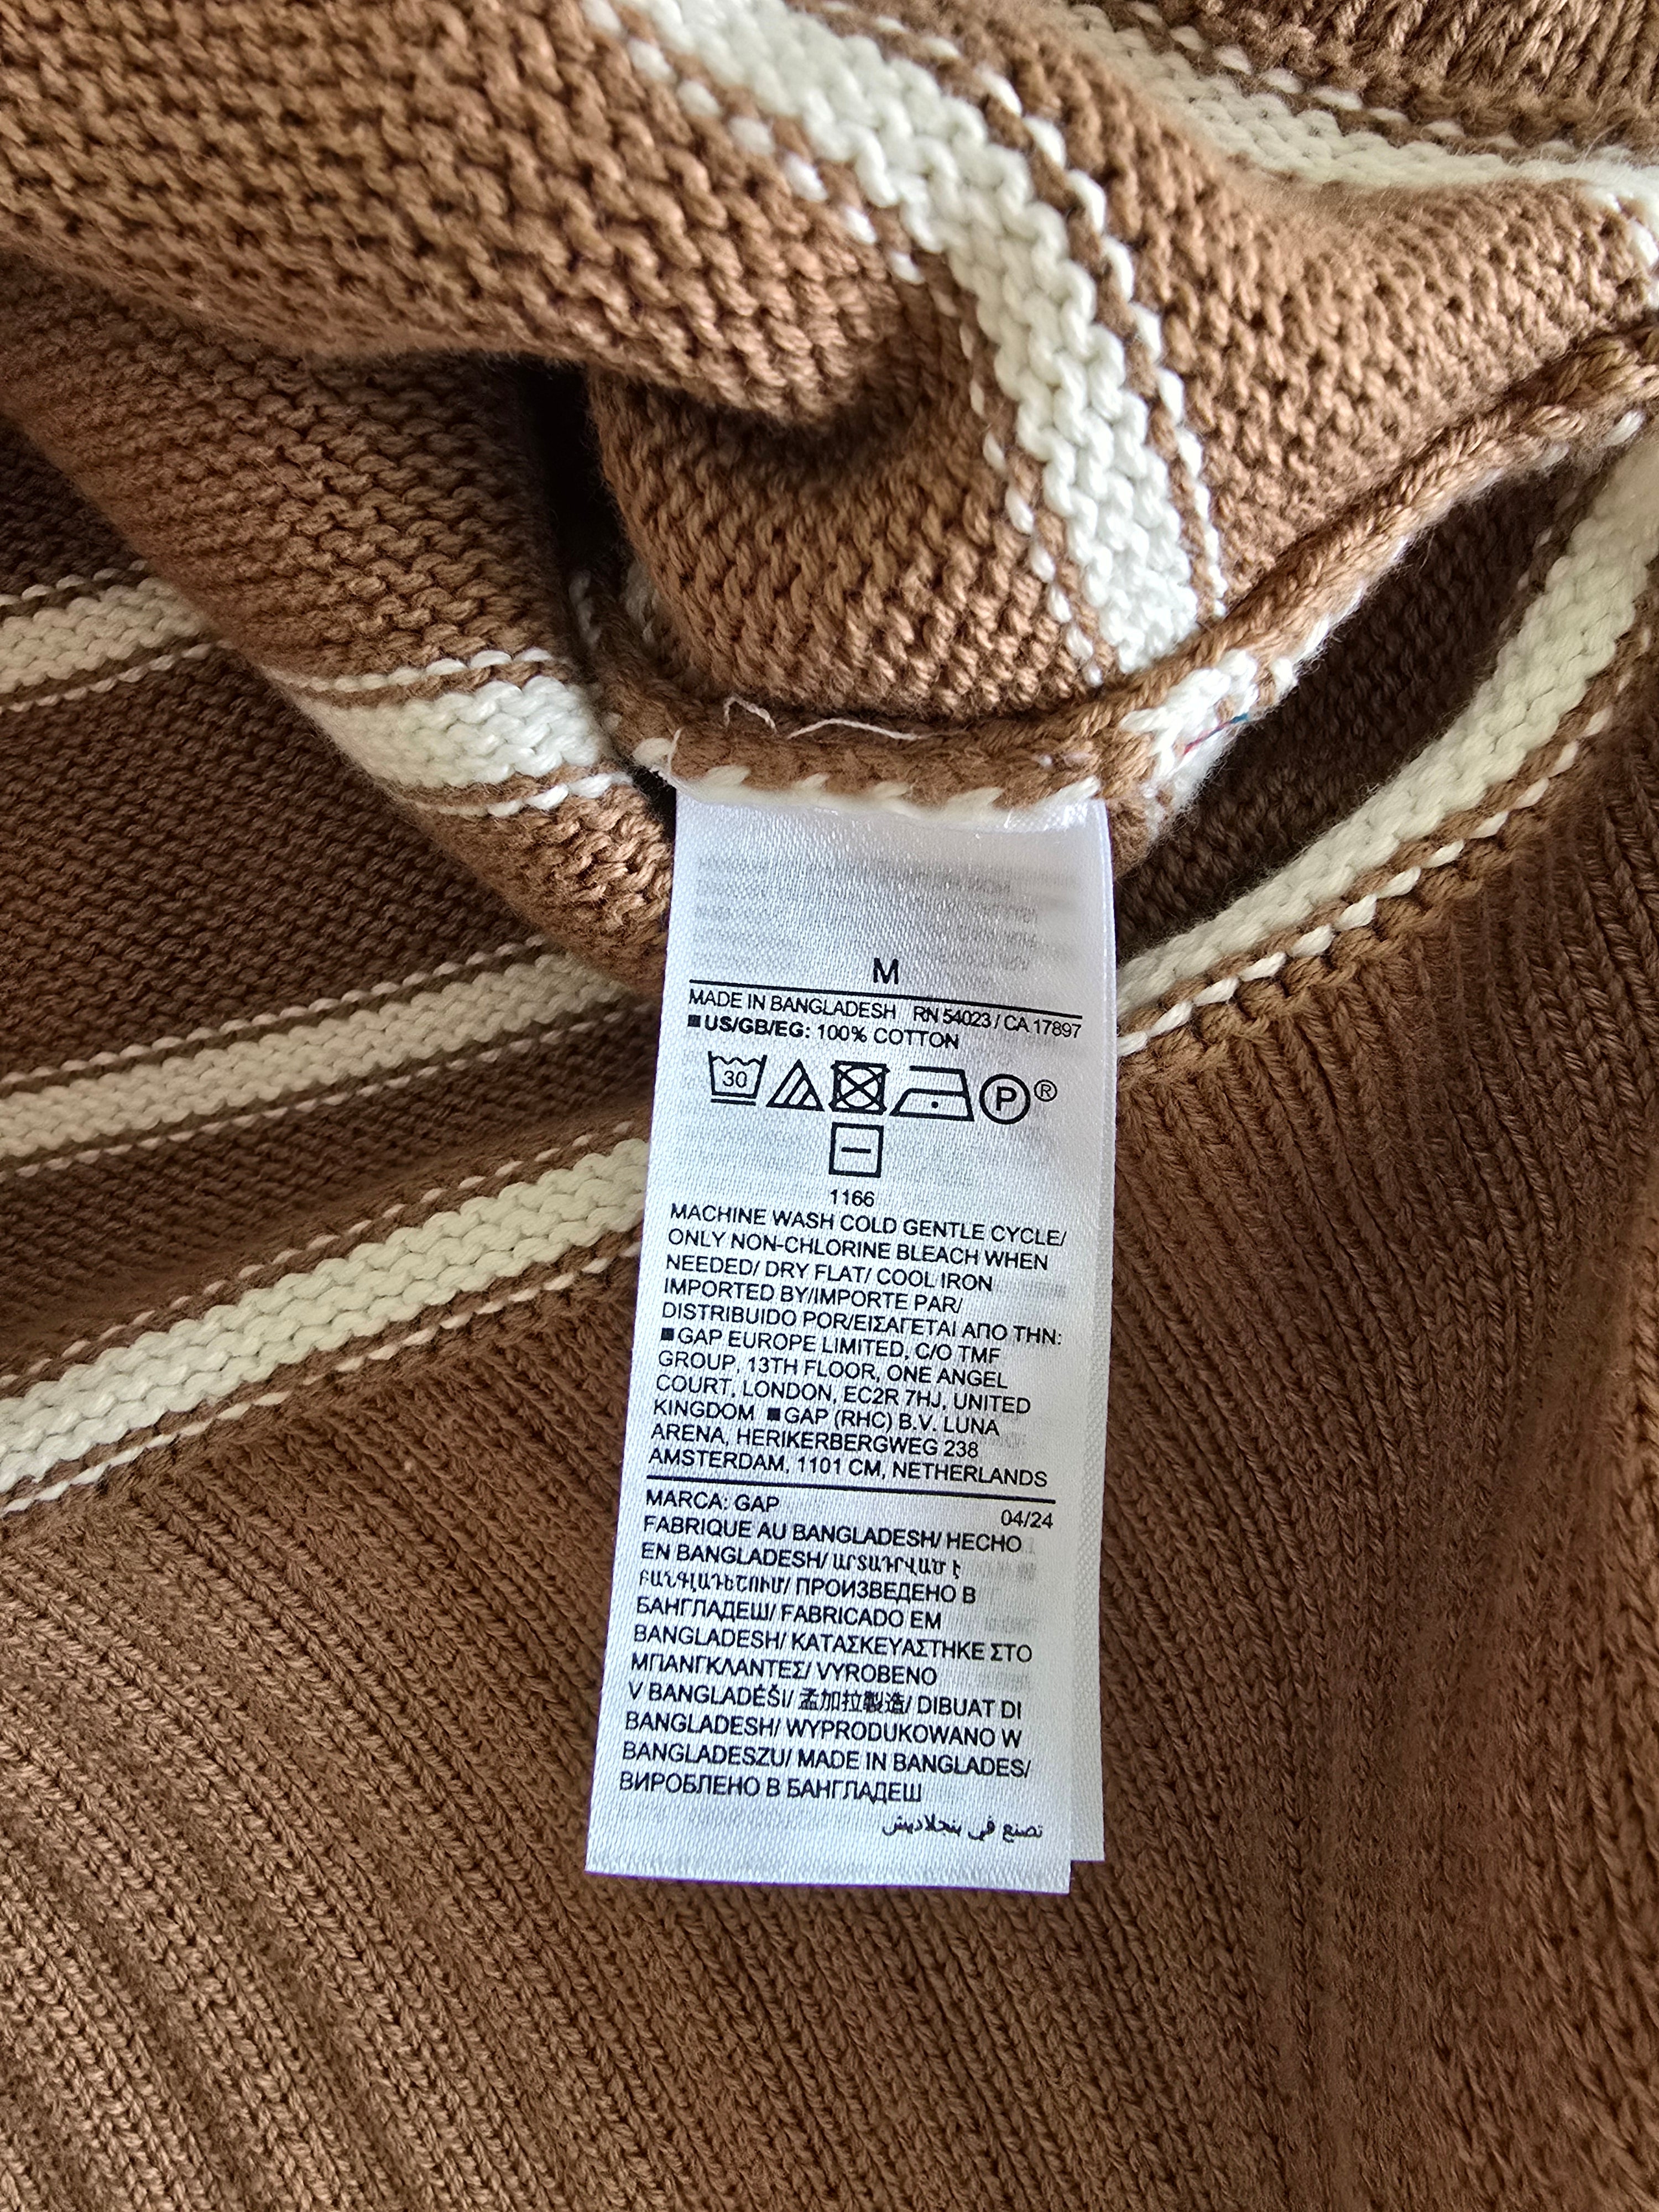 M
MADE IN BANGLADESH RN 54023 / CA 17897
■US/GB/EG: 100% COTTON
30 P ®
1166
MACHINE WASH COLD GENTLE CYCLE/
ONLY NON-CHLORINE BLEACH WHEN
NEEDED/ DRY FLAT/ COOL IRON
IMPORTED BY/IMPORTE PAR/
DISTRIBUIDO POR/ΕΙΣΑΓΕΤΑΙ ΑΠΟ ΤΗΝ:
■GAP EUROPE LIMITED, C/O TMF
GROUP, 13TH FLOOR, ONE ANGEL
COURT, LONDON, EC2R 7HJ, UNITED
KINGDOM ■GAP (RHC) B.V. LUNA
ARENA, HERIKERBERGWEG 238
AMSTERDAM, 1101 CM, NETHERLANDS
MARCA: GAP 04/24
FABRIQUE AU BANGLADESH/ HECHO
EN BANGLADESH/ ԱՐՏԱԴՐՎԱԾ Է
ԲԱՆԳԼԱԴԵՇՈՒՄ/ ПРОИЗВЕДЕНО В
БАНГЛАДЕШ/ FABRICADO EM
BANGLADESH/ ΚΑΤΑΣΚΕΥΑΣΤΗΚΕ ΣΤΟ
ΜΠΑΝΓΚΛΑΝΤΕΣ/ VYROBENO
V BANGLADÉŠI/ 孟加拉製造/ DIBUAT DI
BANGLADESH/ WYPRODUKOWANO W
BANGLADESZU/ MADE IN BANGLADES/
ВИРОБЛЕНО В БАНГЛАДЕШ
تصنع في بنجلاديش